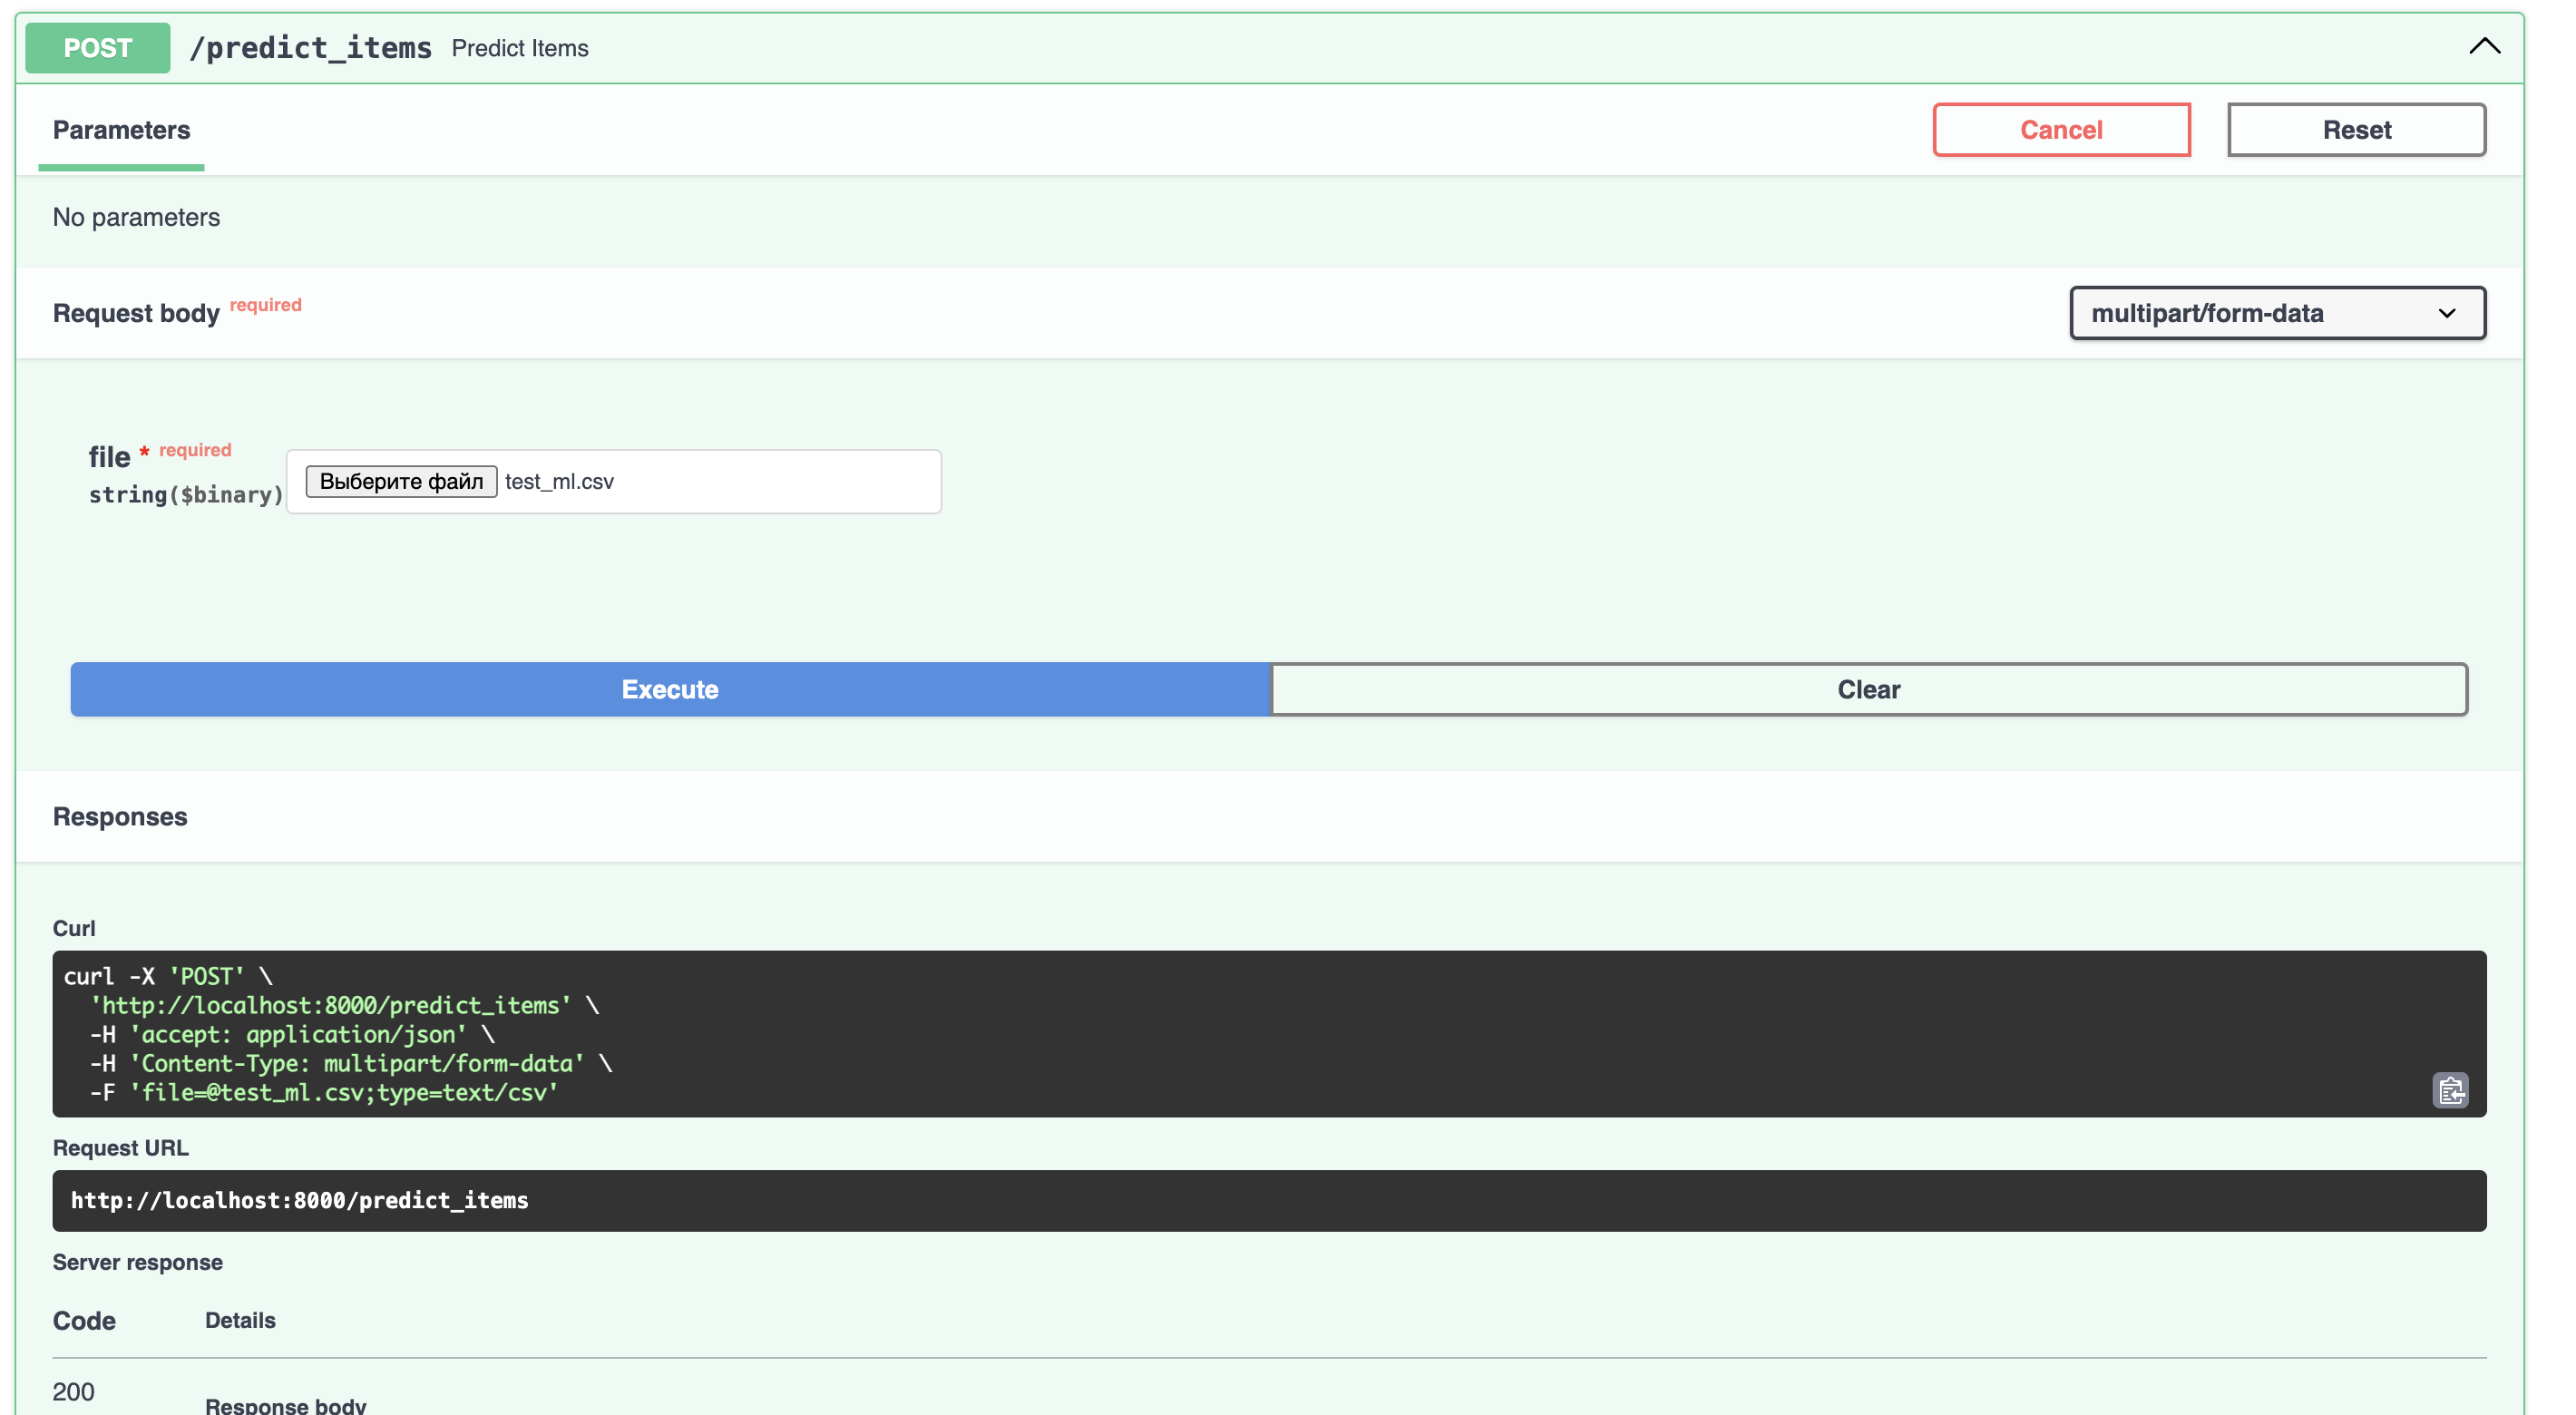 POST /predict_items Predict Items
Parameters
Cancel
Reset
No parameters
Request body required
multipart/form-data
file * required
string($binary)
Выберите файл test_ml.csv
Execute
Clear
Responses
Curl
curl -X 'POST' \
'http://localhost:8000/predict_items' \
-H 'accept: application/json' \
-H 'Content-Type: multipart/form-data' \
-F 'file=@test_ml.csv;type=text/csv'
Request URL
http://localhost:8000/predict_items
Server response
Code Details
200
Response body